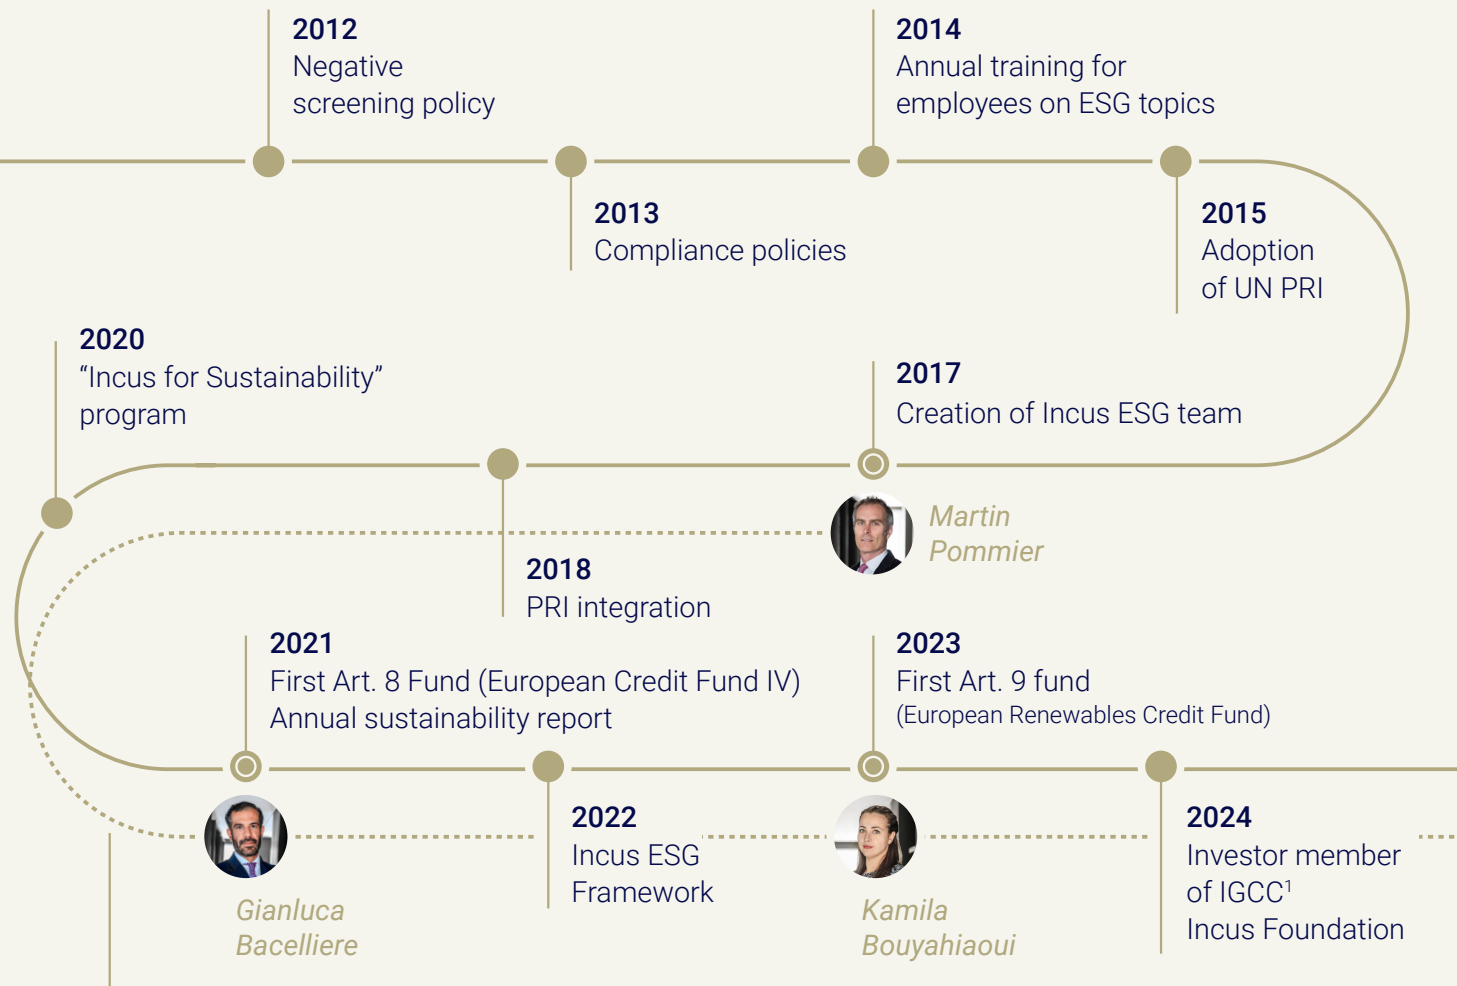 2012
Negative
screening policy
2013
Compliance policies
2014
Annual training for
employees on ESG topics
2015
Adoption
of UN PRI
2017
Creation of Incus ESG team
Martin
Pommier
2018
PRI integration
2020
“Incus for Sustainability”
program
2021
First Art. 8 Fund (European Credit Fund IV)
Annual sustainability report
Gianluca
Bacelliere
2022
Incus ESG
Framework
2023
First Art. 9 fund
(European Renewables Credit Fund)
Kamila
Bouyahiaoui
2024
Investor member
of IGCC¹
Incus Foundation